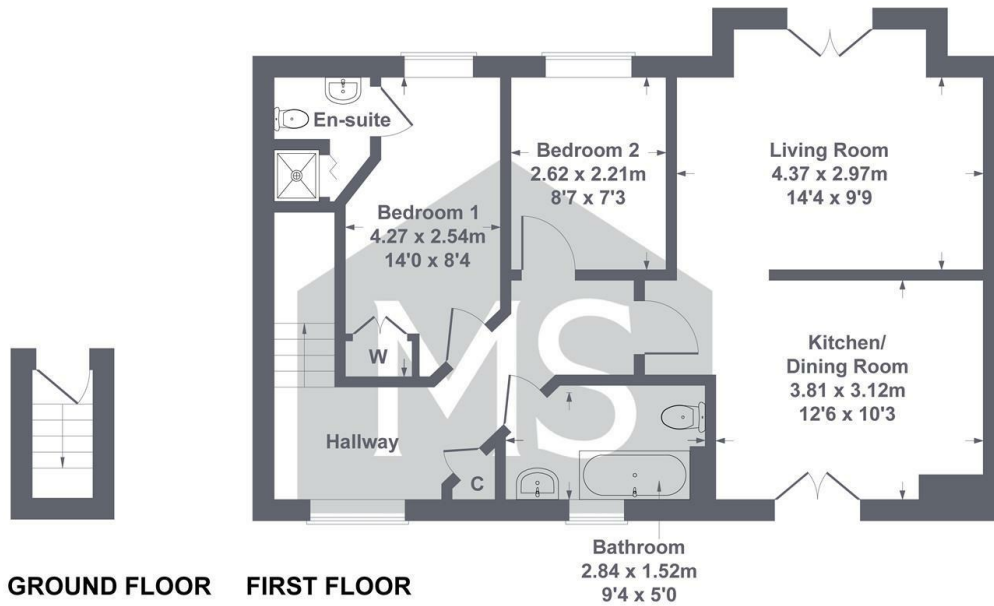 En-suite
Bedroom 1
4.27 x 2.54m
14'0 x 8'4
Bedroom 2
2.62 x 2.21m
8'7 x 7'3
Living Room
4.37 x 2.97m
14'4 x 9'9
W
MS
Kitchen/
Dining Room
3.81 x 3.12m
12'6 x 10'3
Hallway
C
Bathroom
2.84 x 1.52m
9'4 x 5'0
GROUND FLOOR
FIRST FLOOR